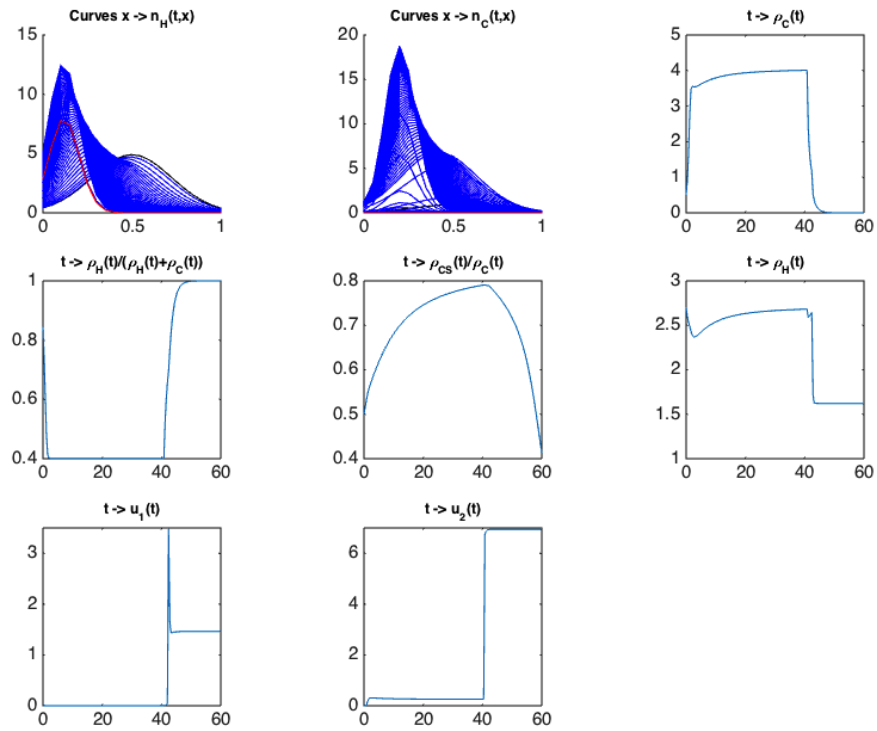 Curves x -> n_H(t,x)
15
10
5
0
0 0.5 1
Curves x -> n_C(t,x)
20
15
10
5
0
0 0.5 1
t -> ρ_C(t)
5
4
3
2
1
0
0 20 40 60
t -> ρ_H(t)/(ρ_H(t)+ρ_C(t))
1
0.8
0.6
0.4
0 20 40 60
t -> ρ_CS(t)/ρ_C(t)
0.8
0.7
0.6
0.5
0.4
0 20 40 60
t -> ρ_H(t)
3
2.5
2
1.5
1
0 20 40 60
t -> u_1(t)
3
2
1
0
0 20 40 60
t -> u_2(t)
6
4
2
0
0 20 40 60